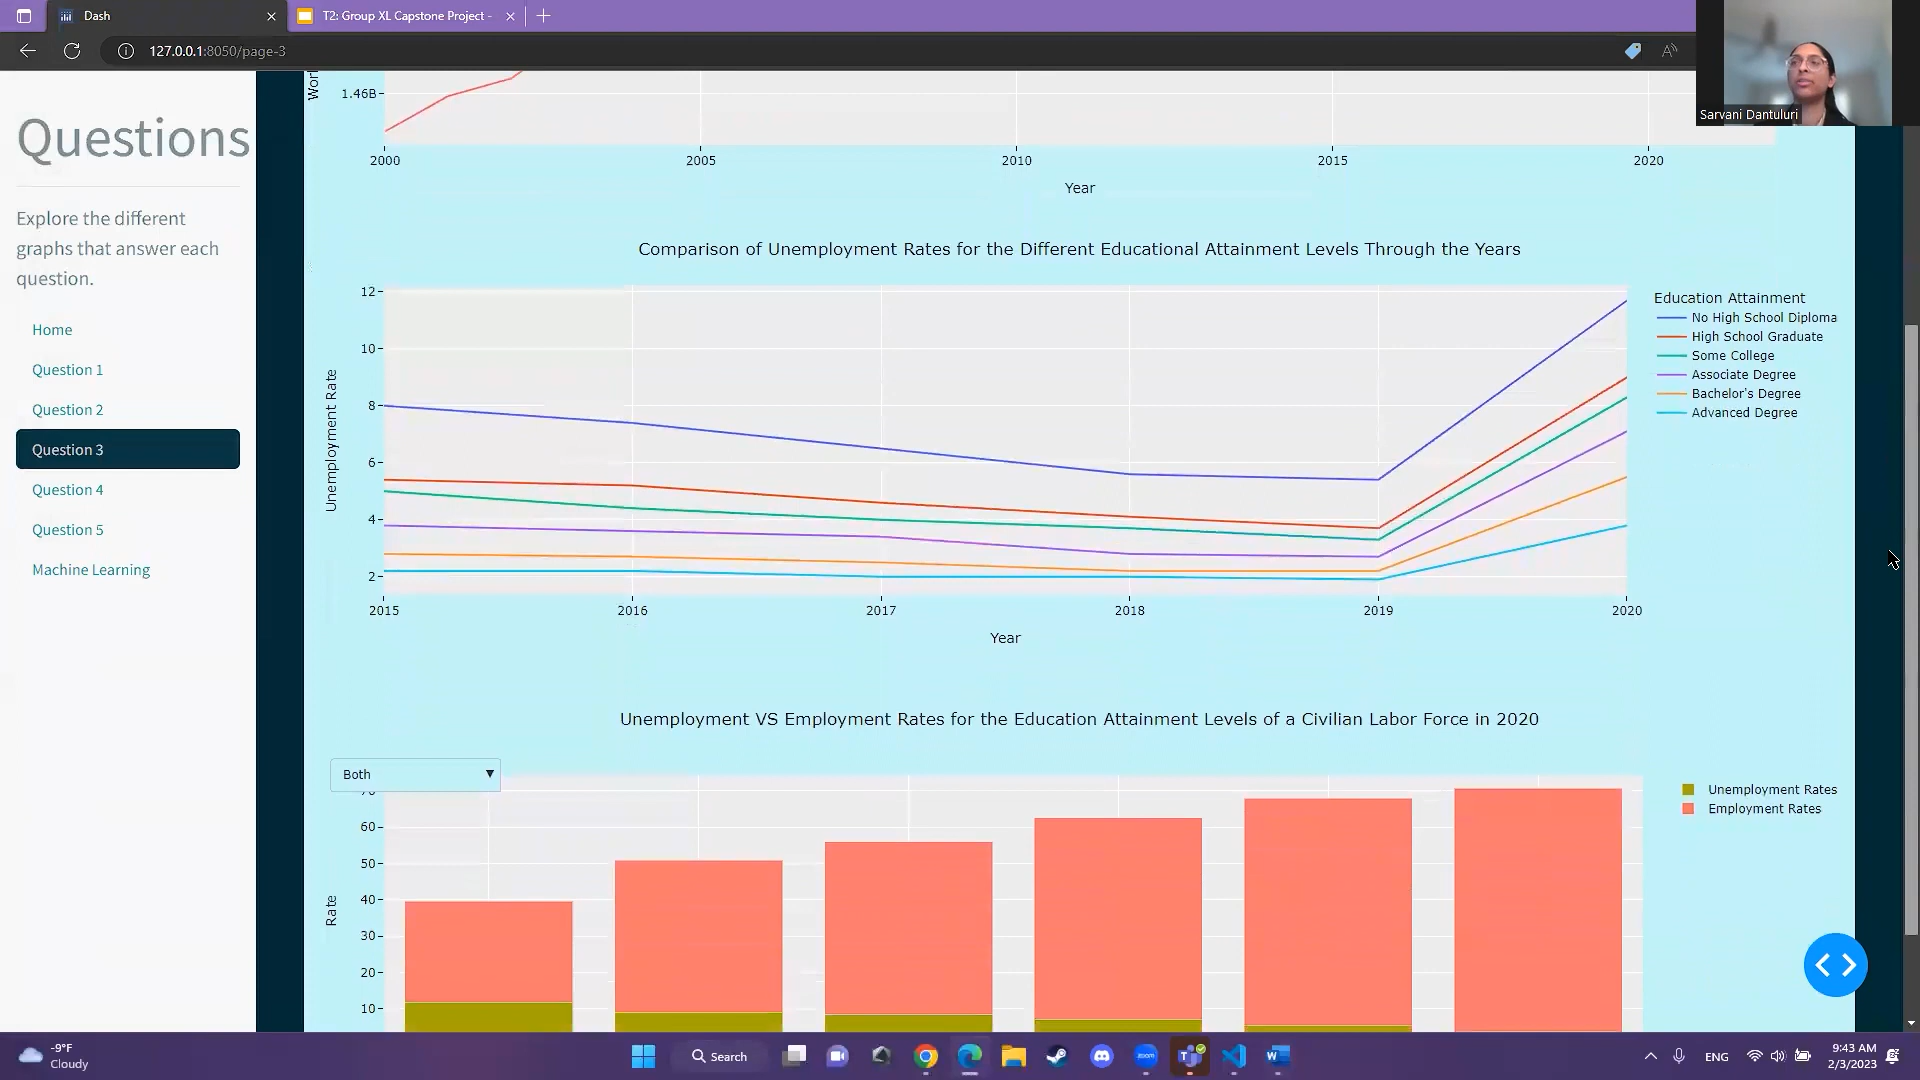 Dash
T2: Group XL Capstone Project -
127.0.0.1:8050/page-3
Sarvani Dantuluri
Questions
Explore the different
graphs that answer each
question.
Home
Question 1
Question 2
Question 3
Question 4
Question 5
Machine Learning
1.46B
2000
2005
2010
2015
2020
Year
Comparison of Unemployment Rates for the Different Educational Attainment Levels Through the Years
Unemployment Rate
12
10
8
6
4
2
2015
2016
2017
2018
2019
2020
Year
Education Attainment
No High School Diploma
High School Graduate
Some College
Associate Degree
Bachelor's Degree
Advanced Degree
Unemployment VS Employment Rates for the Education Attainment Levels of a Civilian Labor Force in 2020
Both
Rate
60
50
40
30
20
10
Unemployment Rates
Employment Rates
-9°F
Cloudy
Search
zoom
ENG
9:43 AM
2/3/2023